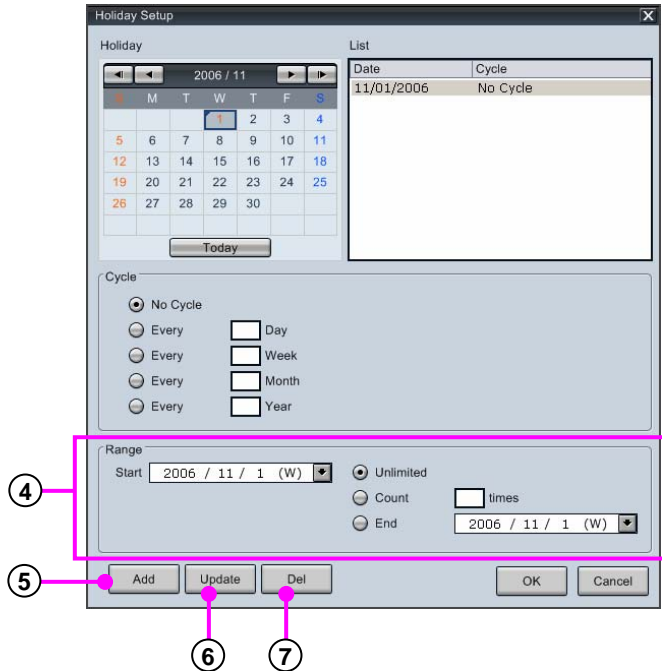 Holiday Setup X
Holiday List
2006 / 11
S M T W T F S
1 2 3 4
5 6 7 8 9 10 11
12 13 14 15 16 17 18
19 20 21 22 23 24 25
26 27 28 29 30
Today
Date Cycle
11/01/2006 No Cycle
Cycle
No Cycle
Every Day
Every Week
Every Month
Every Year
Range
Start 2006 / 11 / 1 (W) Unlimited
Count times
End 2006 / 11 / 1 (W)
4
Add Update Del OK Cancel
5
6 7